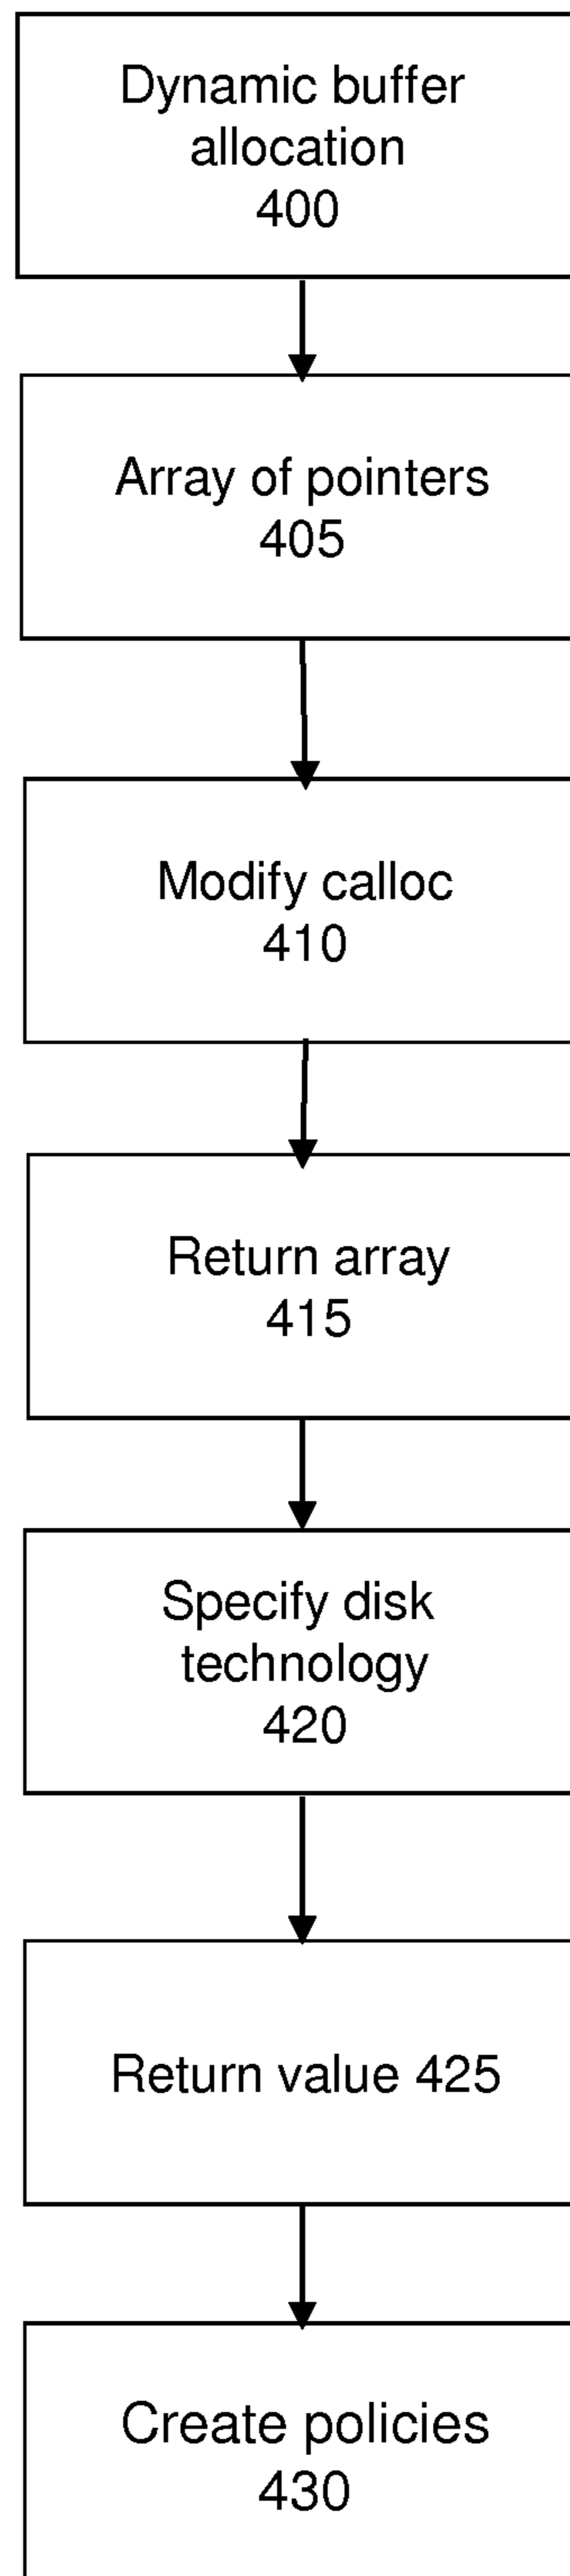 Dynamic buffer
allocation
400
Array of pointers
405
Modify calloc
410
Return array
415
Specify disk
technology
420
Return value 425
Create policies
430